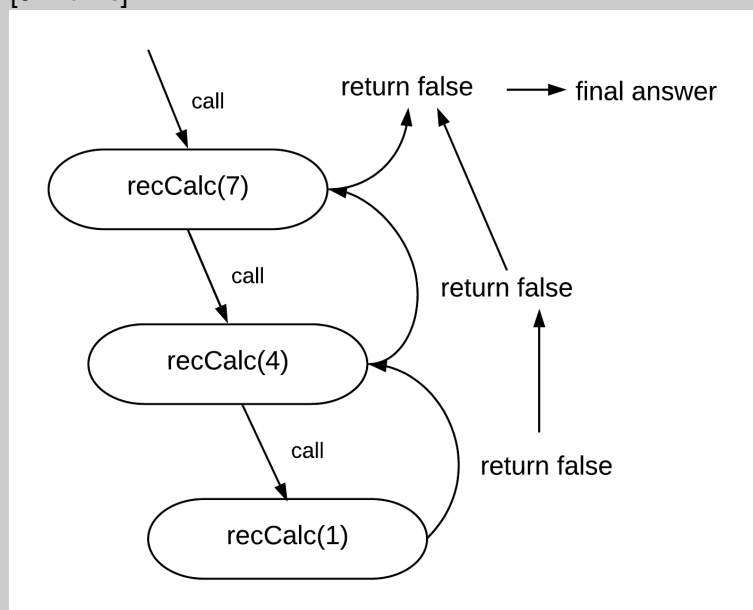 call
return false
final answer
recCalc(7)
call
return false
recCalc(4)
call
return false
recCalc(1)